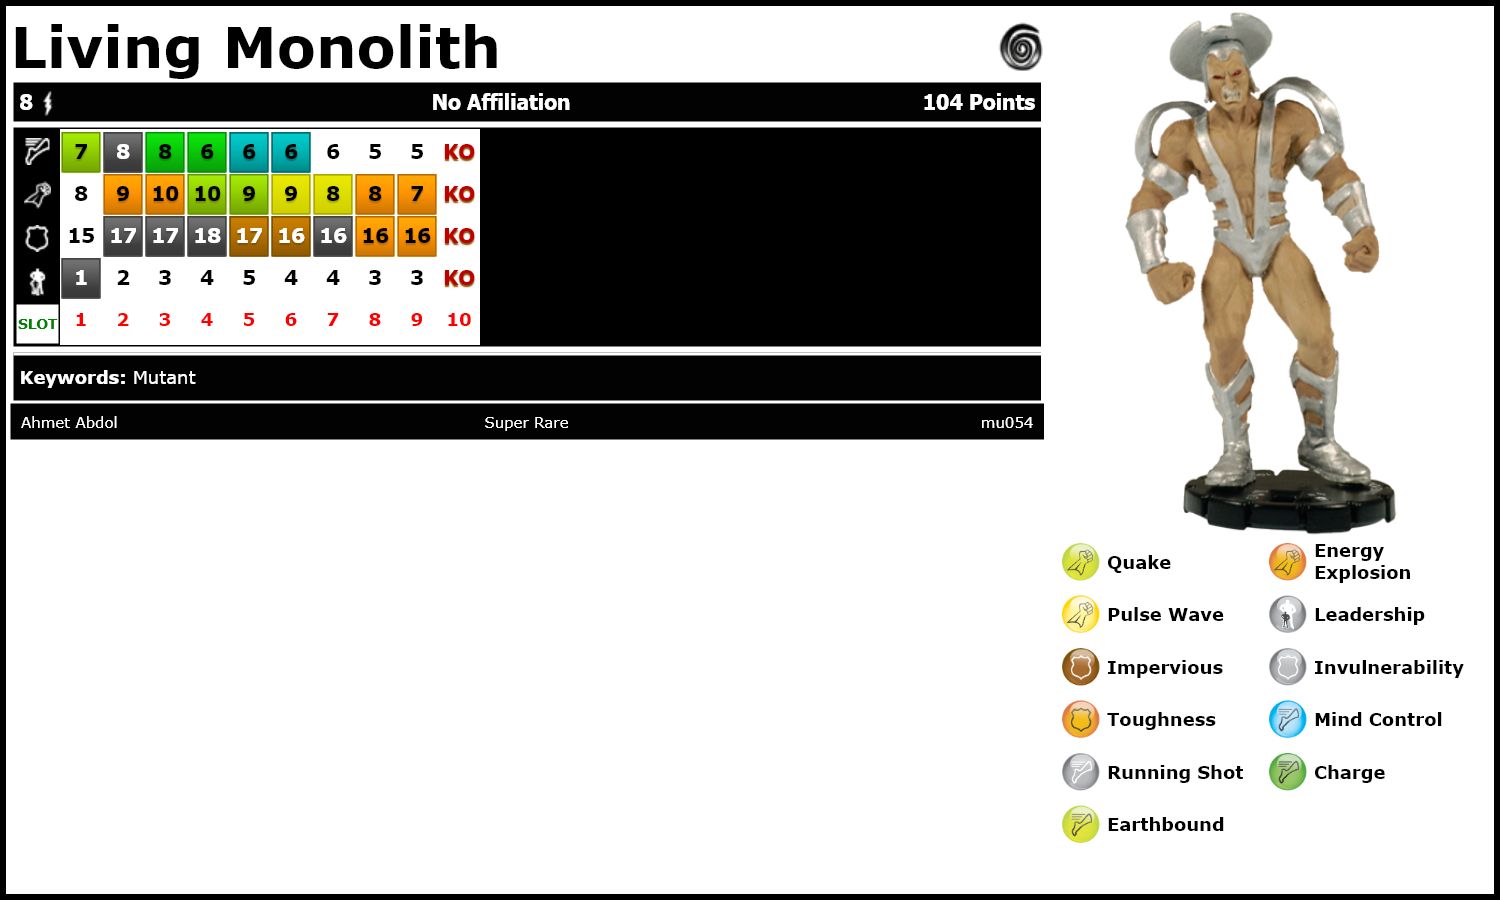 Living Monolith
8 No Affiliation 104 Points
7 8 8 6 6 6 6 5 5 KO
8 9 10 10 9 9 8 8 7 KO
15 17 17 18 17 16 16 16 16 KO
1 2 3 4 5 4 4 3 3 KO
SLOT 1 2 3 4 5 6 7 8 9 10
Keywords: Mutant
Ahmet Abdol Super Rare mu054
Quake
Energy
Explosion
Pulse Wave
Leadership
Impervious
Invulnerability
Toughness
Mind Control
Running Shot
Charge
Earthbound